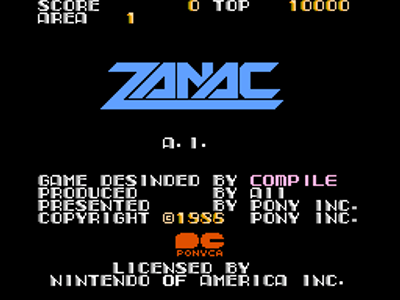 SCORE 0 TOP 10000
AREA 1
ZANAC
A.I.
GAME DESINDED BY COMPILE
PRODUCED BY AII
PRESENTED BY PONY INC.
COPYRIGHT ©1986 PONY INC.
PONYCA
LICENSED BY
NINTENDO OF AMERICA INC.